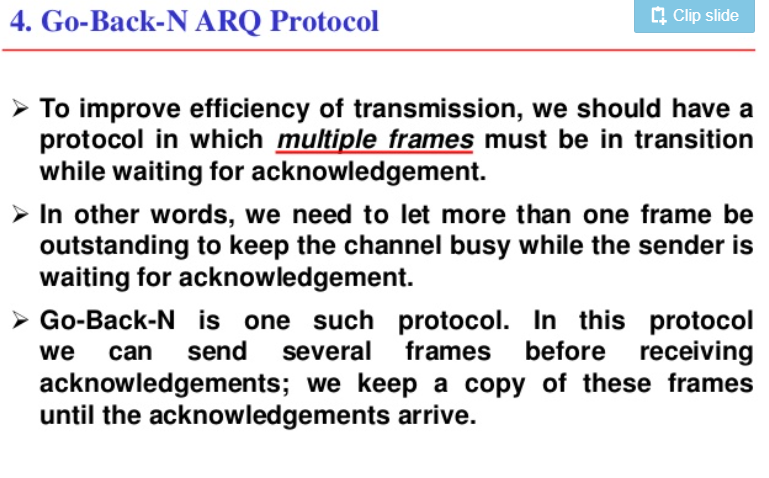 4. Go-Back-N ARQ Protocol
Clip slide
➤ To improve efficiency of transmission, we should have a
protocol in which multiple frames must be in transition
while waiting for acknowledgement.
➤ In other words, we need to let more than one frame be
outstanding to keep the channel busy while the sender is
waiting for acknowledgement.
➤ Go-Back-N is one such protocol. In this protocol
we can send several frames before receiving
acknowledgements; we keep a copy of these frames
until the acknowledgements arrive.